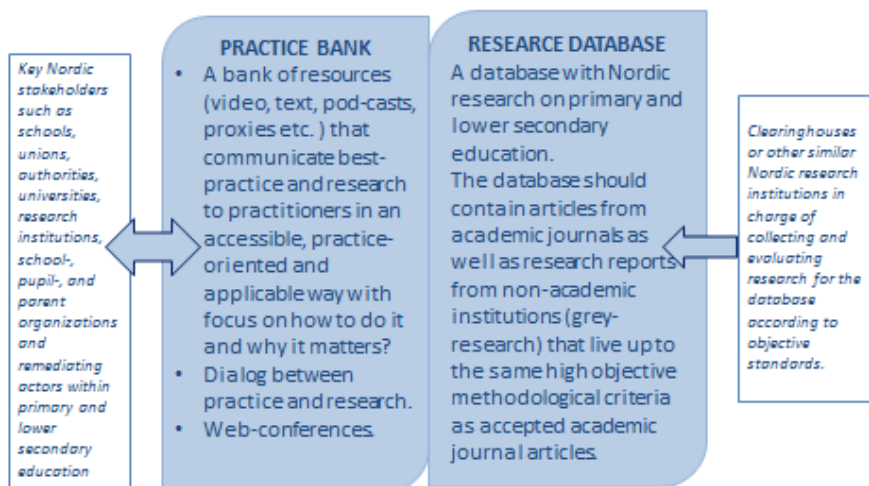 Key Nordic
stakeholders
such as
schools,
unions,
authorities,
universities,
research
institutions,
school-,
pupil-, and
parent
organizations
and
remediating
actors within
primary and
lower
secondary
education
PRACTICE BANK
• A bank of resources
(video, text, pod-casts,
proxies etc. ) that
communicate best-
practice and research
to practitioners in an
accessible, practice-
oriented and
applicable way with
focus on how to do it
and why it matters?
• Dialog between
practice and research.
• Web-conferences.
RESEARCH DATABASE
A database with Nordic
research on primary and
lower secondary
education.
The database should
contain articles from
academic journals as
well as research reports
from non-academic
institutions (grey-
research) that live up to
the same high objective
methodological criteria
as accepted academic
journal articles.
Clearinghouses
or other similar
Nordic research
institutions in
charge of
collecting and
evaluating
research for the
database
according to
objective
standards.